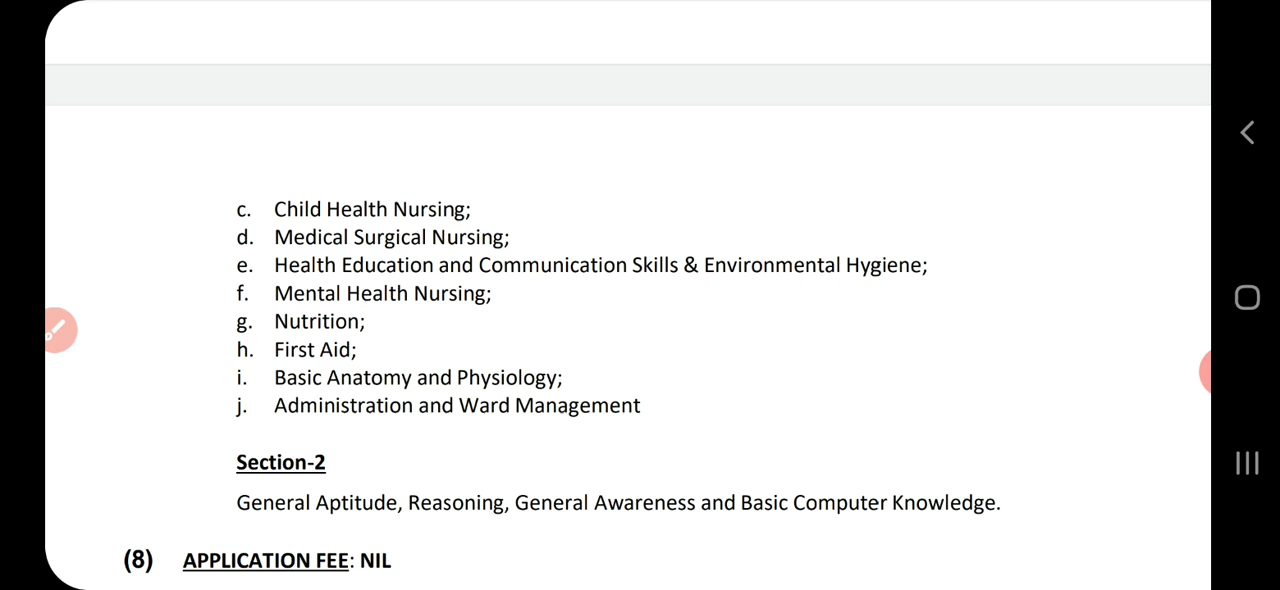 c. Child Health Nursing;
d. Medical Surgical Nursing;
e. Health Education and Communication Skills & Environmental Hygiene;
f. Mental Health Nursing;
g. Nutrition;
h. First Aid;
i. Basic Anatomy and Physiology;
j. Administration and Ward Management
Section-2
General Aptitude, Reasoning, General Awareness and Basic Computer Knowledge.
(8) APPLICATION FEE: NIL